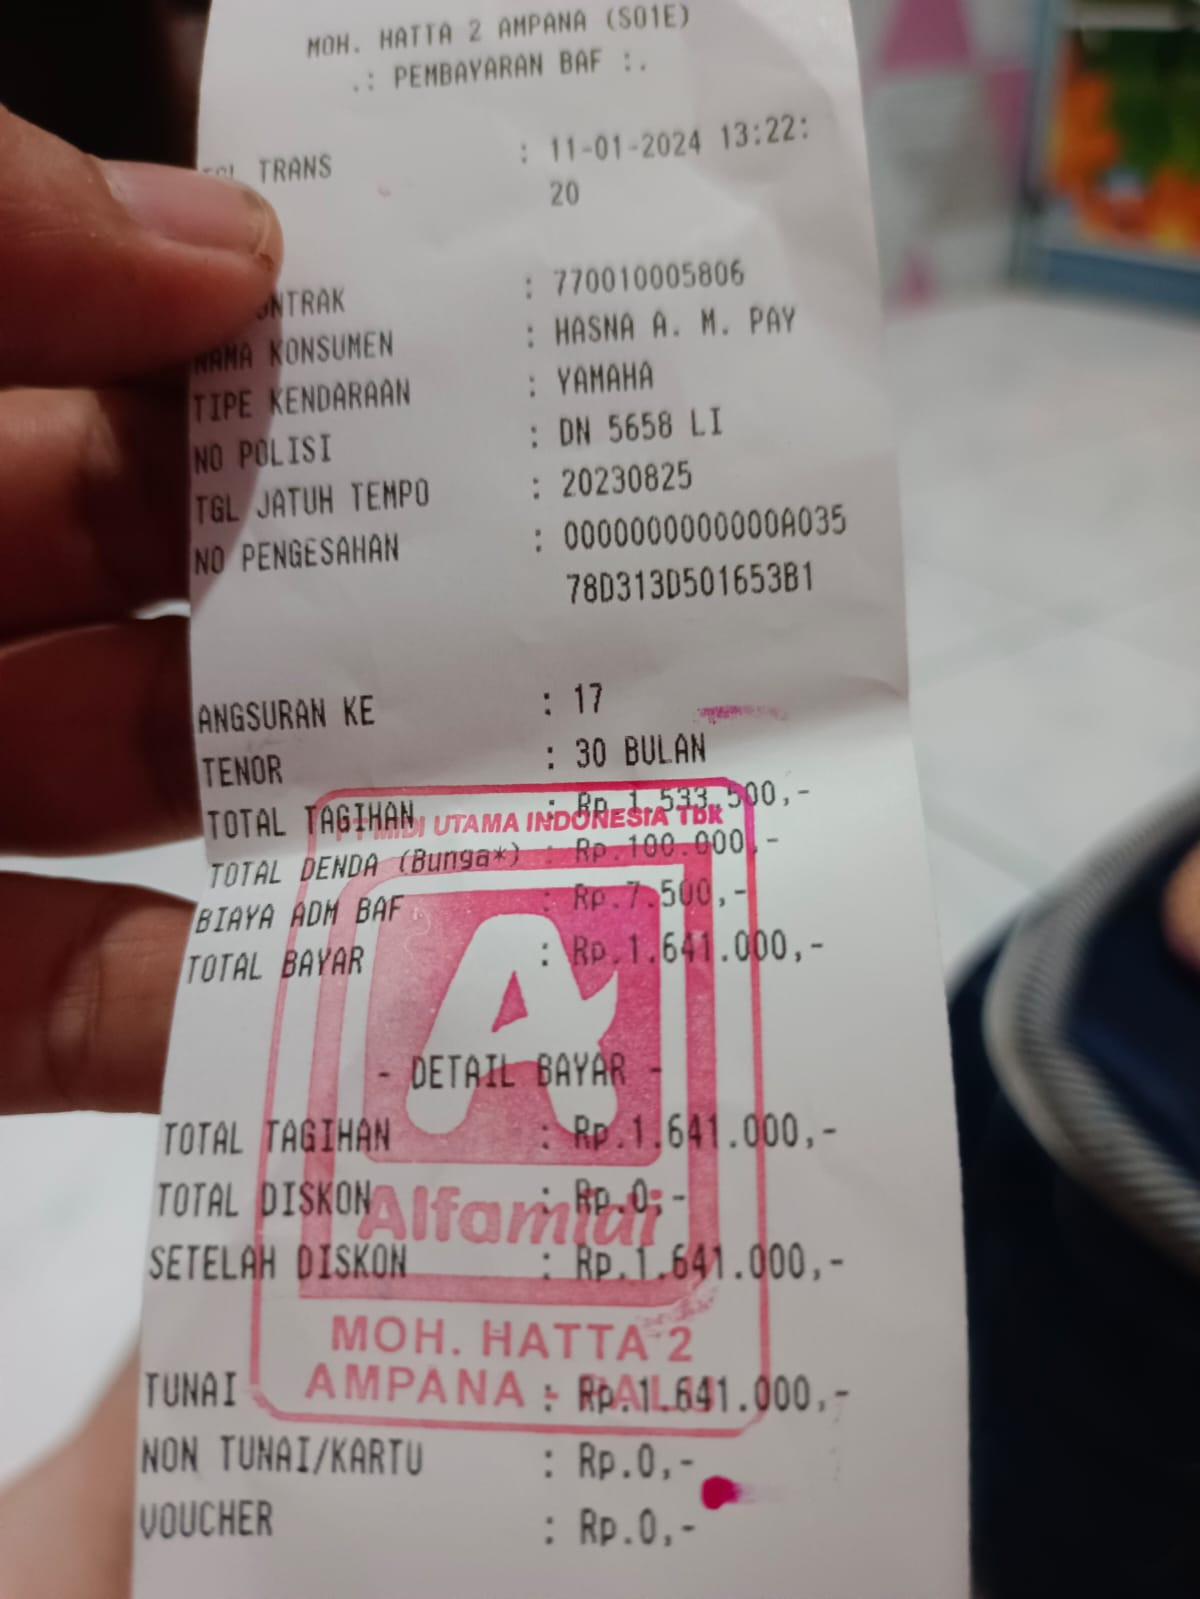 MOH. HATTA 2 AMPANA (S01E)
.: PEMBAYARAN BAF :.
TRANS : 11-01-2024 13:22:
20
: 770010005806
NAMA KONSUMEN : HASNA A. M. PAY
TIPE KENDARAAN : YAMAHA
NO POLISI : DN 5658 LI
TGL JATUH TEMPO : 20230825
NO PENGESAHAN : 0000000000000A035
78D313D501653B1
ANGSURAN KE : 17
TENOR : 30 BULAN
TOTAL TAGIHAN : Rp.1.533.500,-
PT MIDI UTAMA INDONESIA Tbk
TOTAL DENDA (Bunga*) : Rp.100.000,-
BIAYA ADM BAF : Rp.7.500,-
TOTAL BAYAR : Rp.1.641.000,-
- DETAIL BAYAR -
TOTAL TAGIHAN : Rp.1.641.000,-
TOTAL DISKON : Rp.0,-
Alfamidi
SETELAH DISKON : Rp.1.641.000,-
MOH. HATTA 2
AMPANA - PALU
TUNAI : Rp.1.641.000,-
NON TUNAI/KARTU : Rp.0,-
VOUCHER : Rp.0,-